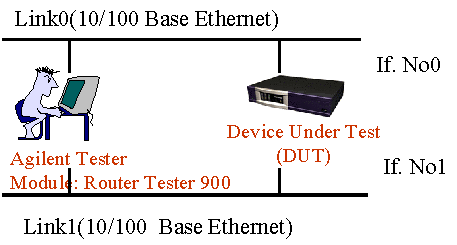 Link0(10/100 Base Ethernet)
If. No0
Device Under Test
(DUT)
Agilent Tester
Module: Router Tester 900
If. No1
Link1(10/100 Base Ethernet)